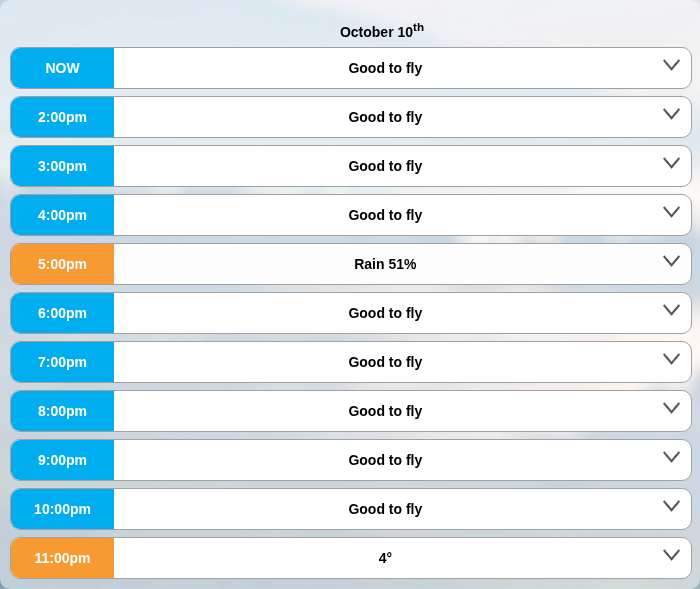 October 10th
NOW Good to fly
2:00pm Good to fly
3:00pm Good to fly
4:00pm Good to fly
5:00pm Rain 51%
6:00pm Good to fly
7:00pm Good to fly
8:00pm Good to fly
9:00pm Good to fly
10:00pm Good to fly
11:00pm 4°